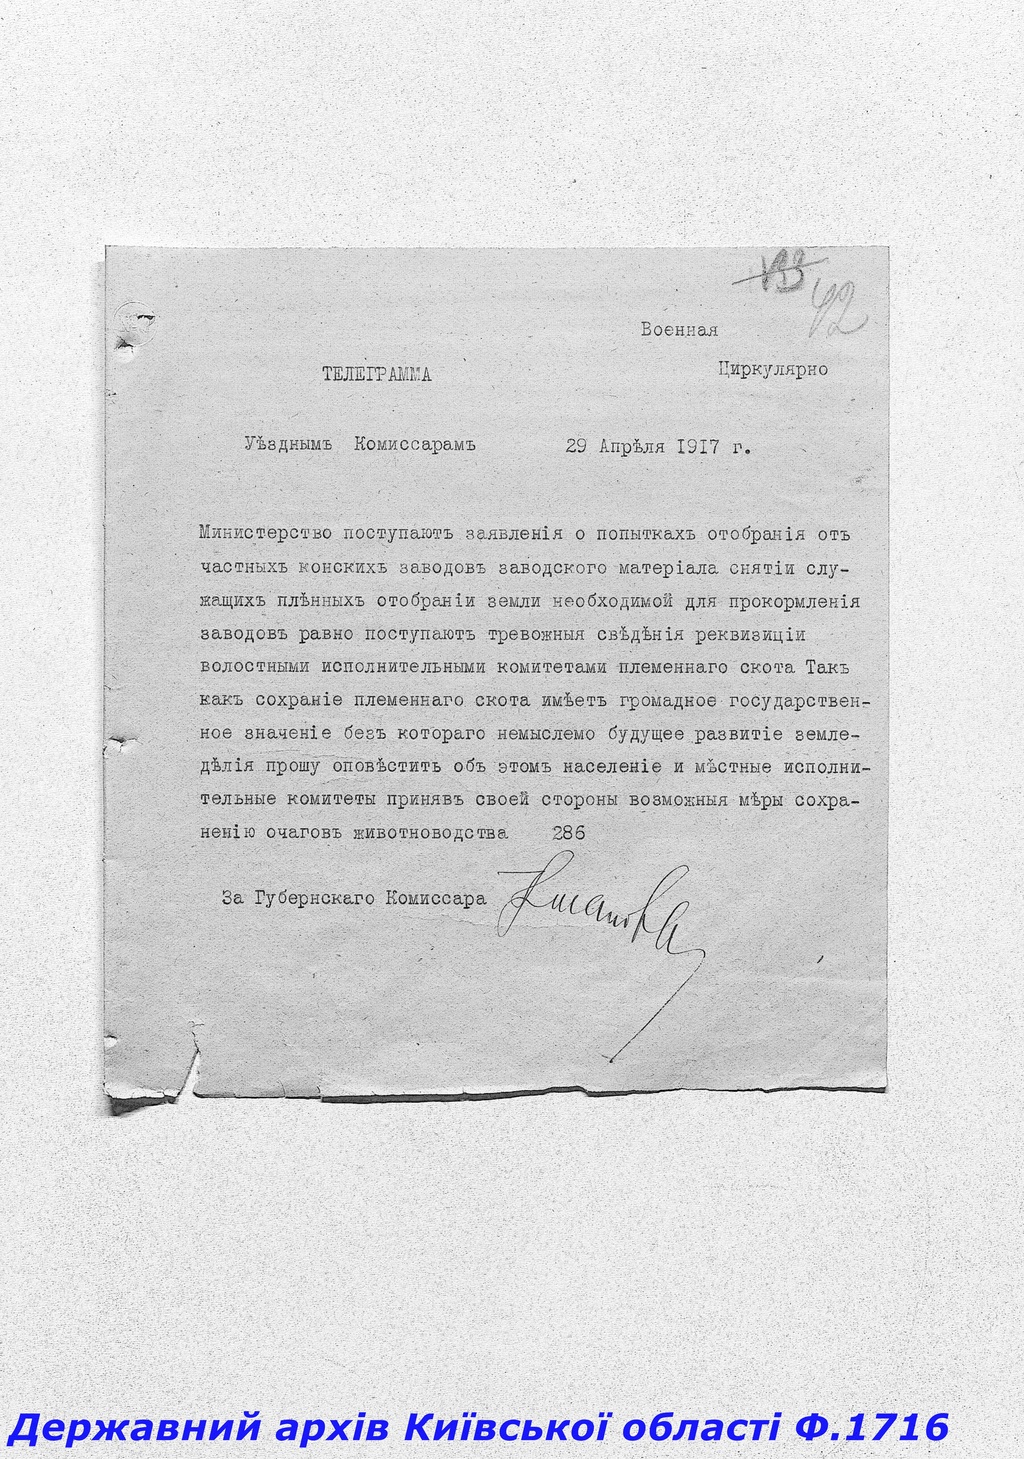 42
Военная
ТЕЛЕГРАММА
Циркулярно
Уѣзднымъ Комиссарамъ 29 Апрѣля 1917 г.
Министерство поступаютъ заявленія о попыткахъ отобранія отъ
частныхъ конскихъ заводовъ заводского матеріала снятіи слу-
жащихъ плѣнныхъ отобраніи земли необходимой для прокормленія
заводовъ равно поступаютъ тревожныя свѣдѣнія реквизиціи
волостными исполнительными комитетами племеннаго скота Такъ
какъ сохраніе племеннаго скота имѣетъ громадное государствен-
ное значеніе безъ котораго немыслемо будущее развитіе земле-
дѣлія прошу оповѣстить объ этомъ населеніе и мѣстные исполни-
тельные комитеты принявъ своей стороны возможныя мѣры сохра-
ненію очаговъ животноводства 286
За Губернскаго Комиссара
Державний архів Київської області Ф.1716